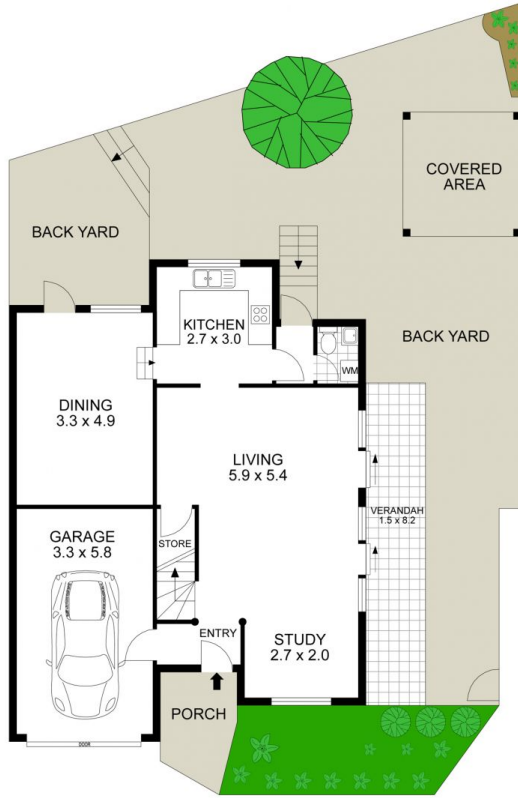 COVERED
AREA
BACK YARD
KITCHEN
2.7 x 3.0
BACK YARD
WM
DINING
3.3 x 4.9
LIVING
5.9 x 5.4
VERANDAH
1.5 x 8.2
GARAGE
3.3 x 5.8
STORE
ENTRY
STUDY
2.7 x 2.0
PORCH
DOOR